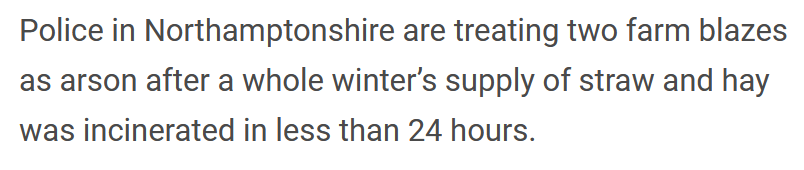 Police in Northamptonshire are treating two farm blazes
as arson after a whole winter’s supply of straw and hay
was incinerated in less than 24 hours.